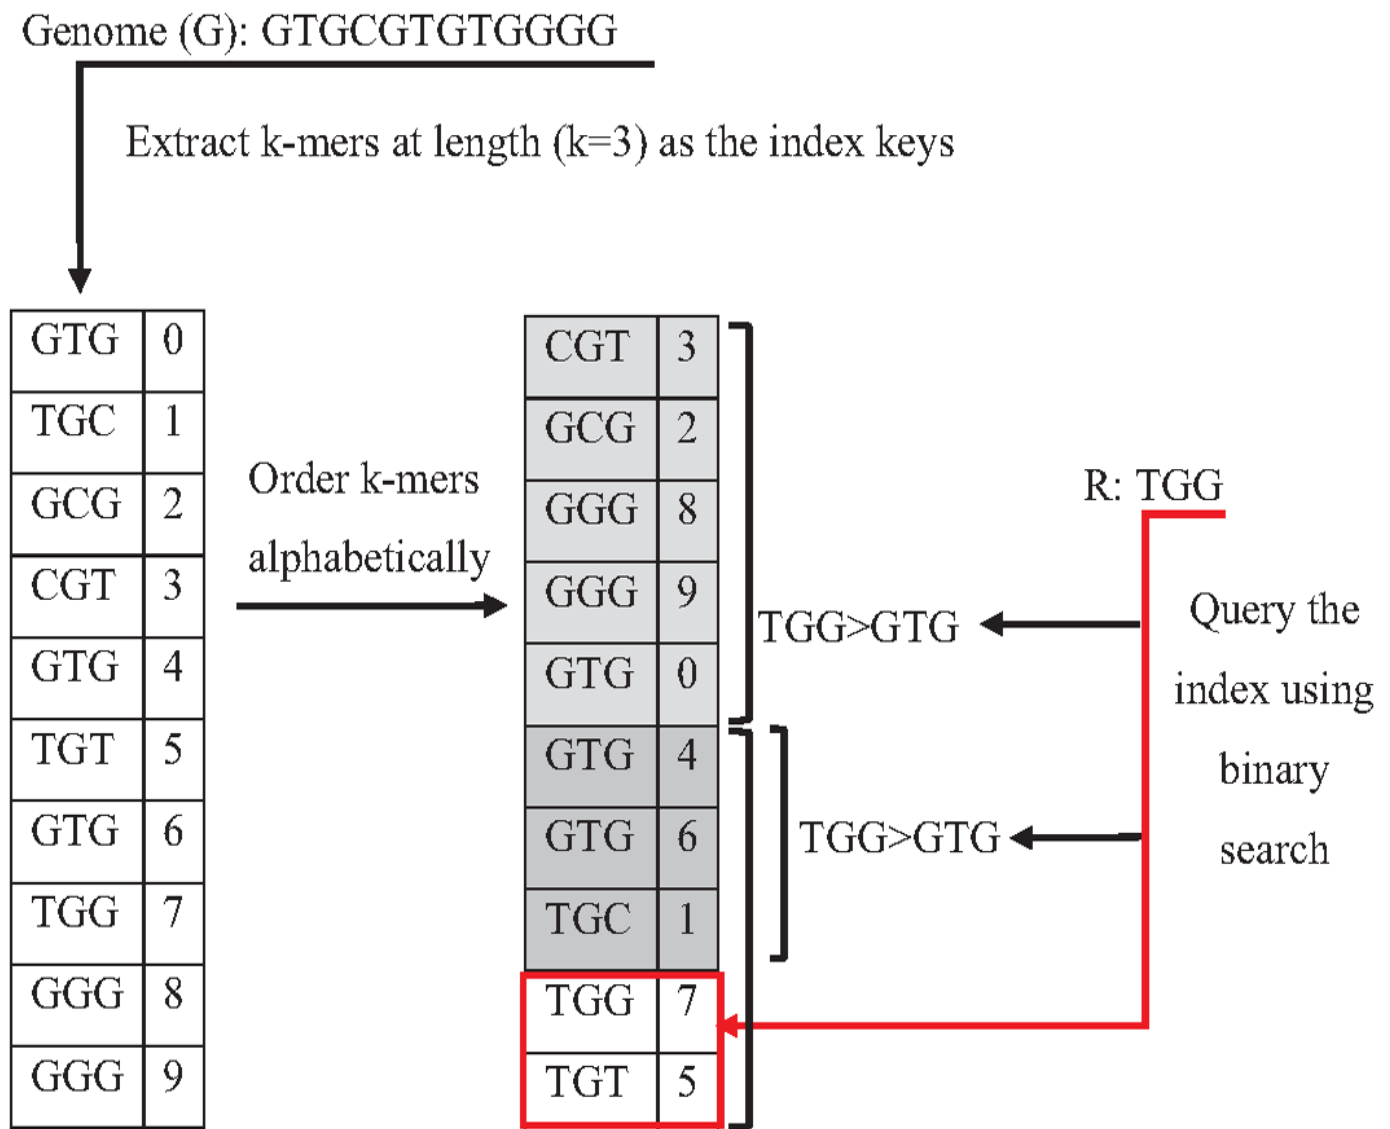 Genome (G): GTGCGTGTGGGG
Extract k-mers at length (k=3) as the index keys
GTG 0
TGC 1
GCG 2
CGT 3
GTG 4
TGT 5
GTG 6
TGG 7
GGG 8
GGG 9
Order k-mers
alphabetically
CGT 3
GCG 2
GGG 8
GGG 9
GTG 0
GTG 4
GTG 6
TGC 1
TGG 7
TGT 5
TGG>GTG
TGG>GTG
R: TGG
Query the
index using
binary
search